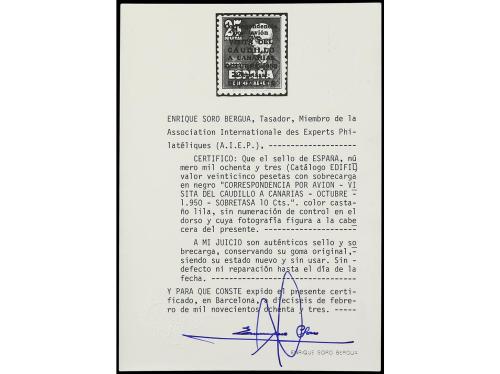 25
PESETAS
Correspondencia
por Avión
VISITA DEL
CAUDILLO
A CANARIAS
OCTUBRE 1950
ESPAÑA
ENRIQUE SORO BERGUA, Tasador, Miembro de la
Association Internationale des Experts Phi-
latéliques (A.I.E.P.), --------------------
CERTIFICO: Que el sello de ESPAÑA, nú
mero mil ochenta y tres (Catálogo EDIFIL)
valor veinticinco pesetas con sobrecarga
en negro "CORRESPONDENCIA POR AVION - VI
SITA DEL CAUDILLO A CANARIAS - OCTUBRE -
1.950 - SOBRETASA 10 Cts.". color casta
ño lila, sin numeración de control en el
dorso y cuya fotografía figura a la cabe
cera del presente. ---------------------
A MI JUICIO son auténticos sello y so
brecarga, conservando su goma original,-
siendo su estado nuevo y sin usar. Sin -
defecto ni reparación hasta el día de la
fecha. ---------------------------------
Y PARA QUE CONSTE expido el presente certi-
ficado, en Barcelona, a dieciseis de febre-
ro de mil novecientos ochenta y tres. -----
ENRIQUE SORO BERGUA